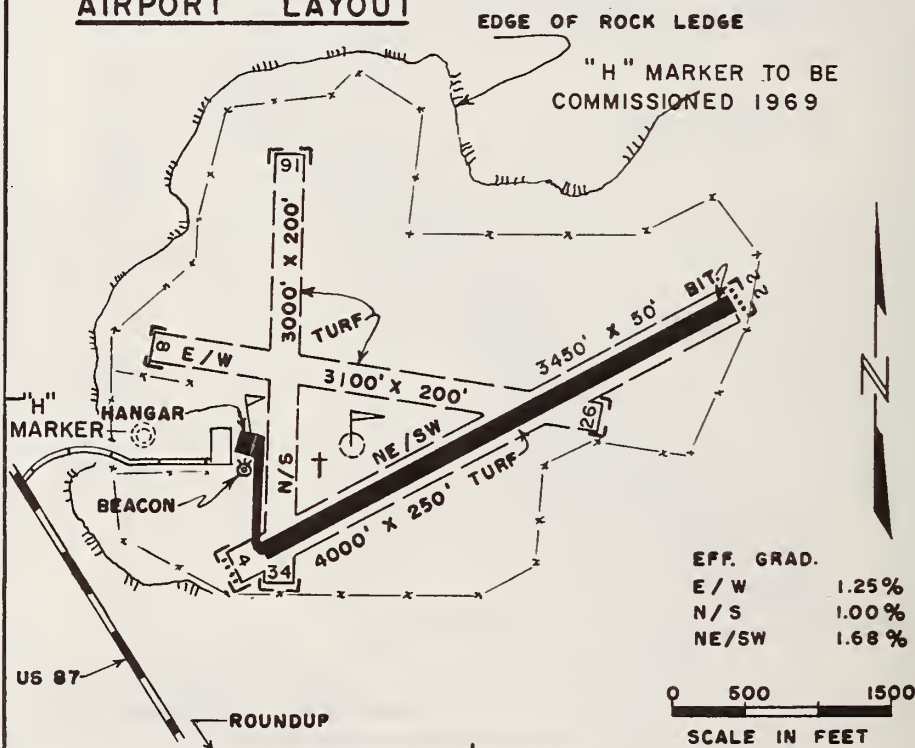 AIRPORT LAYOUT
EDGE OF ROCK LEDGE
"H" MARKER TO BE
COMMISSIONED 1969
16
3000' X 200'
TURF
BIT.
22
3450' X 50'
8 E/W
3100' X 200'
26
"H"
MARKER
HANGAR
NE/SW
N/S
BEACON
4000' X 250' TURF
4
34
N
EFF. GRAD.
E/W 1.25%
N/S 1.00%
NE/SW 1.68%
US 87
ROUNDUP
0 500 1500
SCALE IN FEET